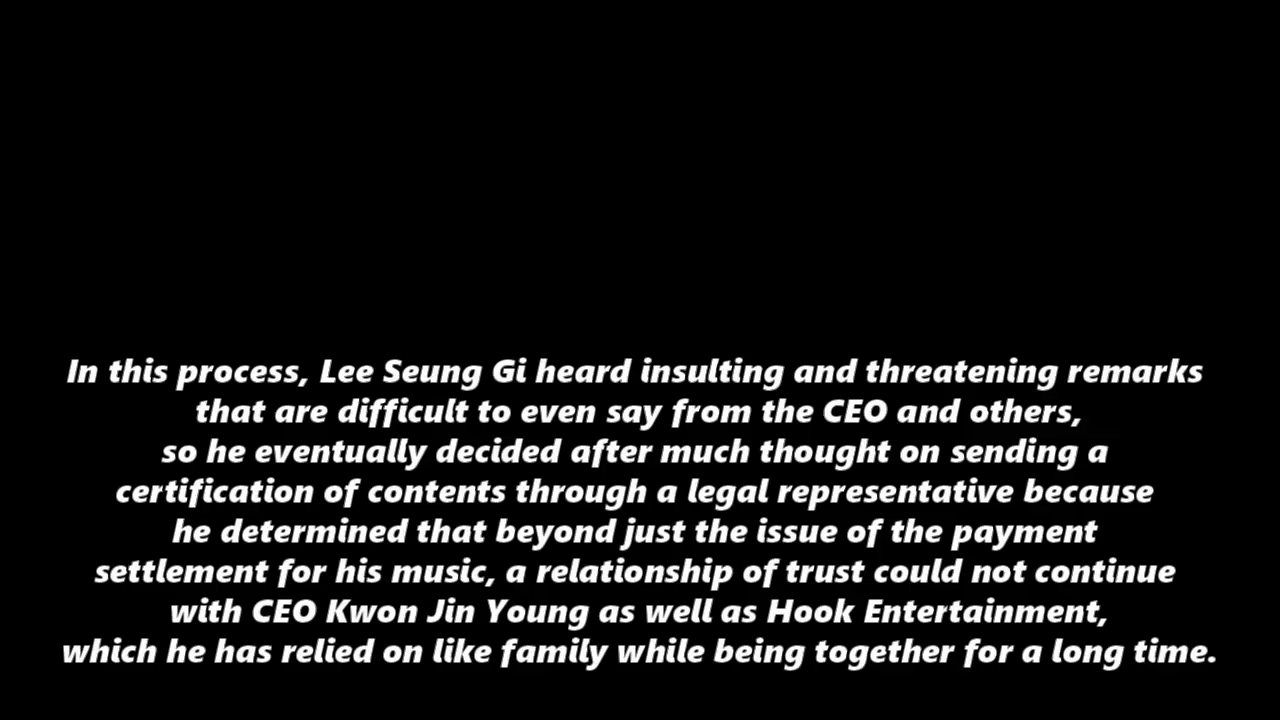 In this process, Lee Seung Gi heard insulting and threatening remarks
that are difficult to even say from the CEO and others,
so he eventually decided after much thought on sending a
certification of contents through a legal representative because
he determined that beyond just the issue of the payment
settlement for his music, a relationship of trust could not continue
with CEO Kwon Jin Young as well as Hook Entertainment,
which he has relied on like family while being together for a long time.